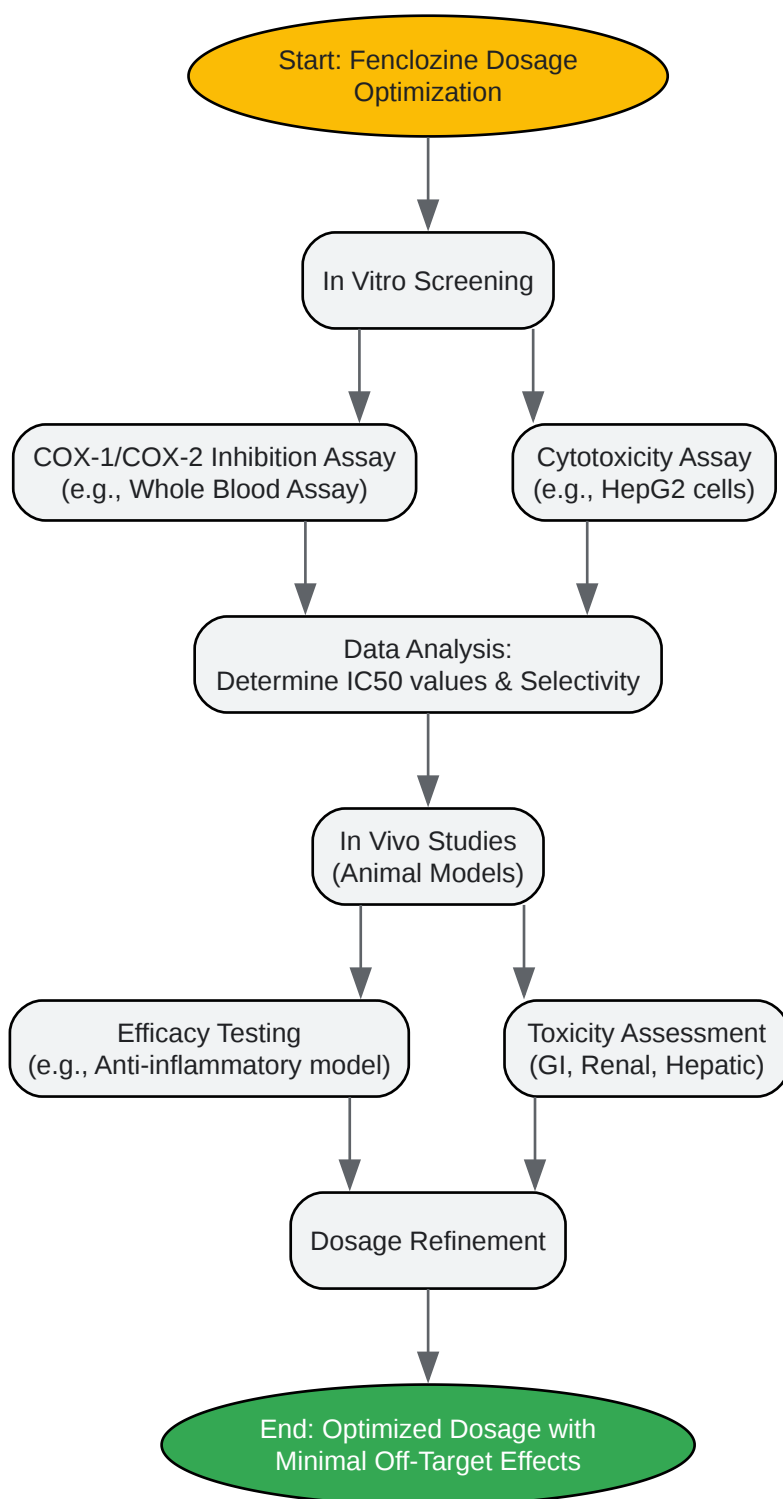 Start: Fenclozine Dosage
Optimization
In Vitro Screening
COX-1/COX-2 Inhibition Assay
(e.g., Whole Blood Assay)
Cytotoxicity Assay
(e.g., HepG2 cells)
Data Analysis:
Determine IC50 values & Selectivity
In Vivo Studies
(Animal Models)
Efficacy Testing
(e.g., Anti-inflammatory model)
Toxicity Assessment
(GI, Renal, Hepatic)
Dosage Refinement
End: Optimized Dosage with
Minimal Off-Target Effects